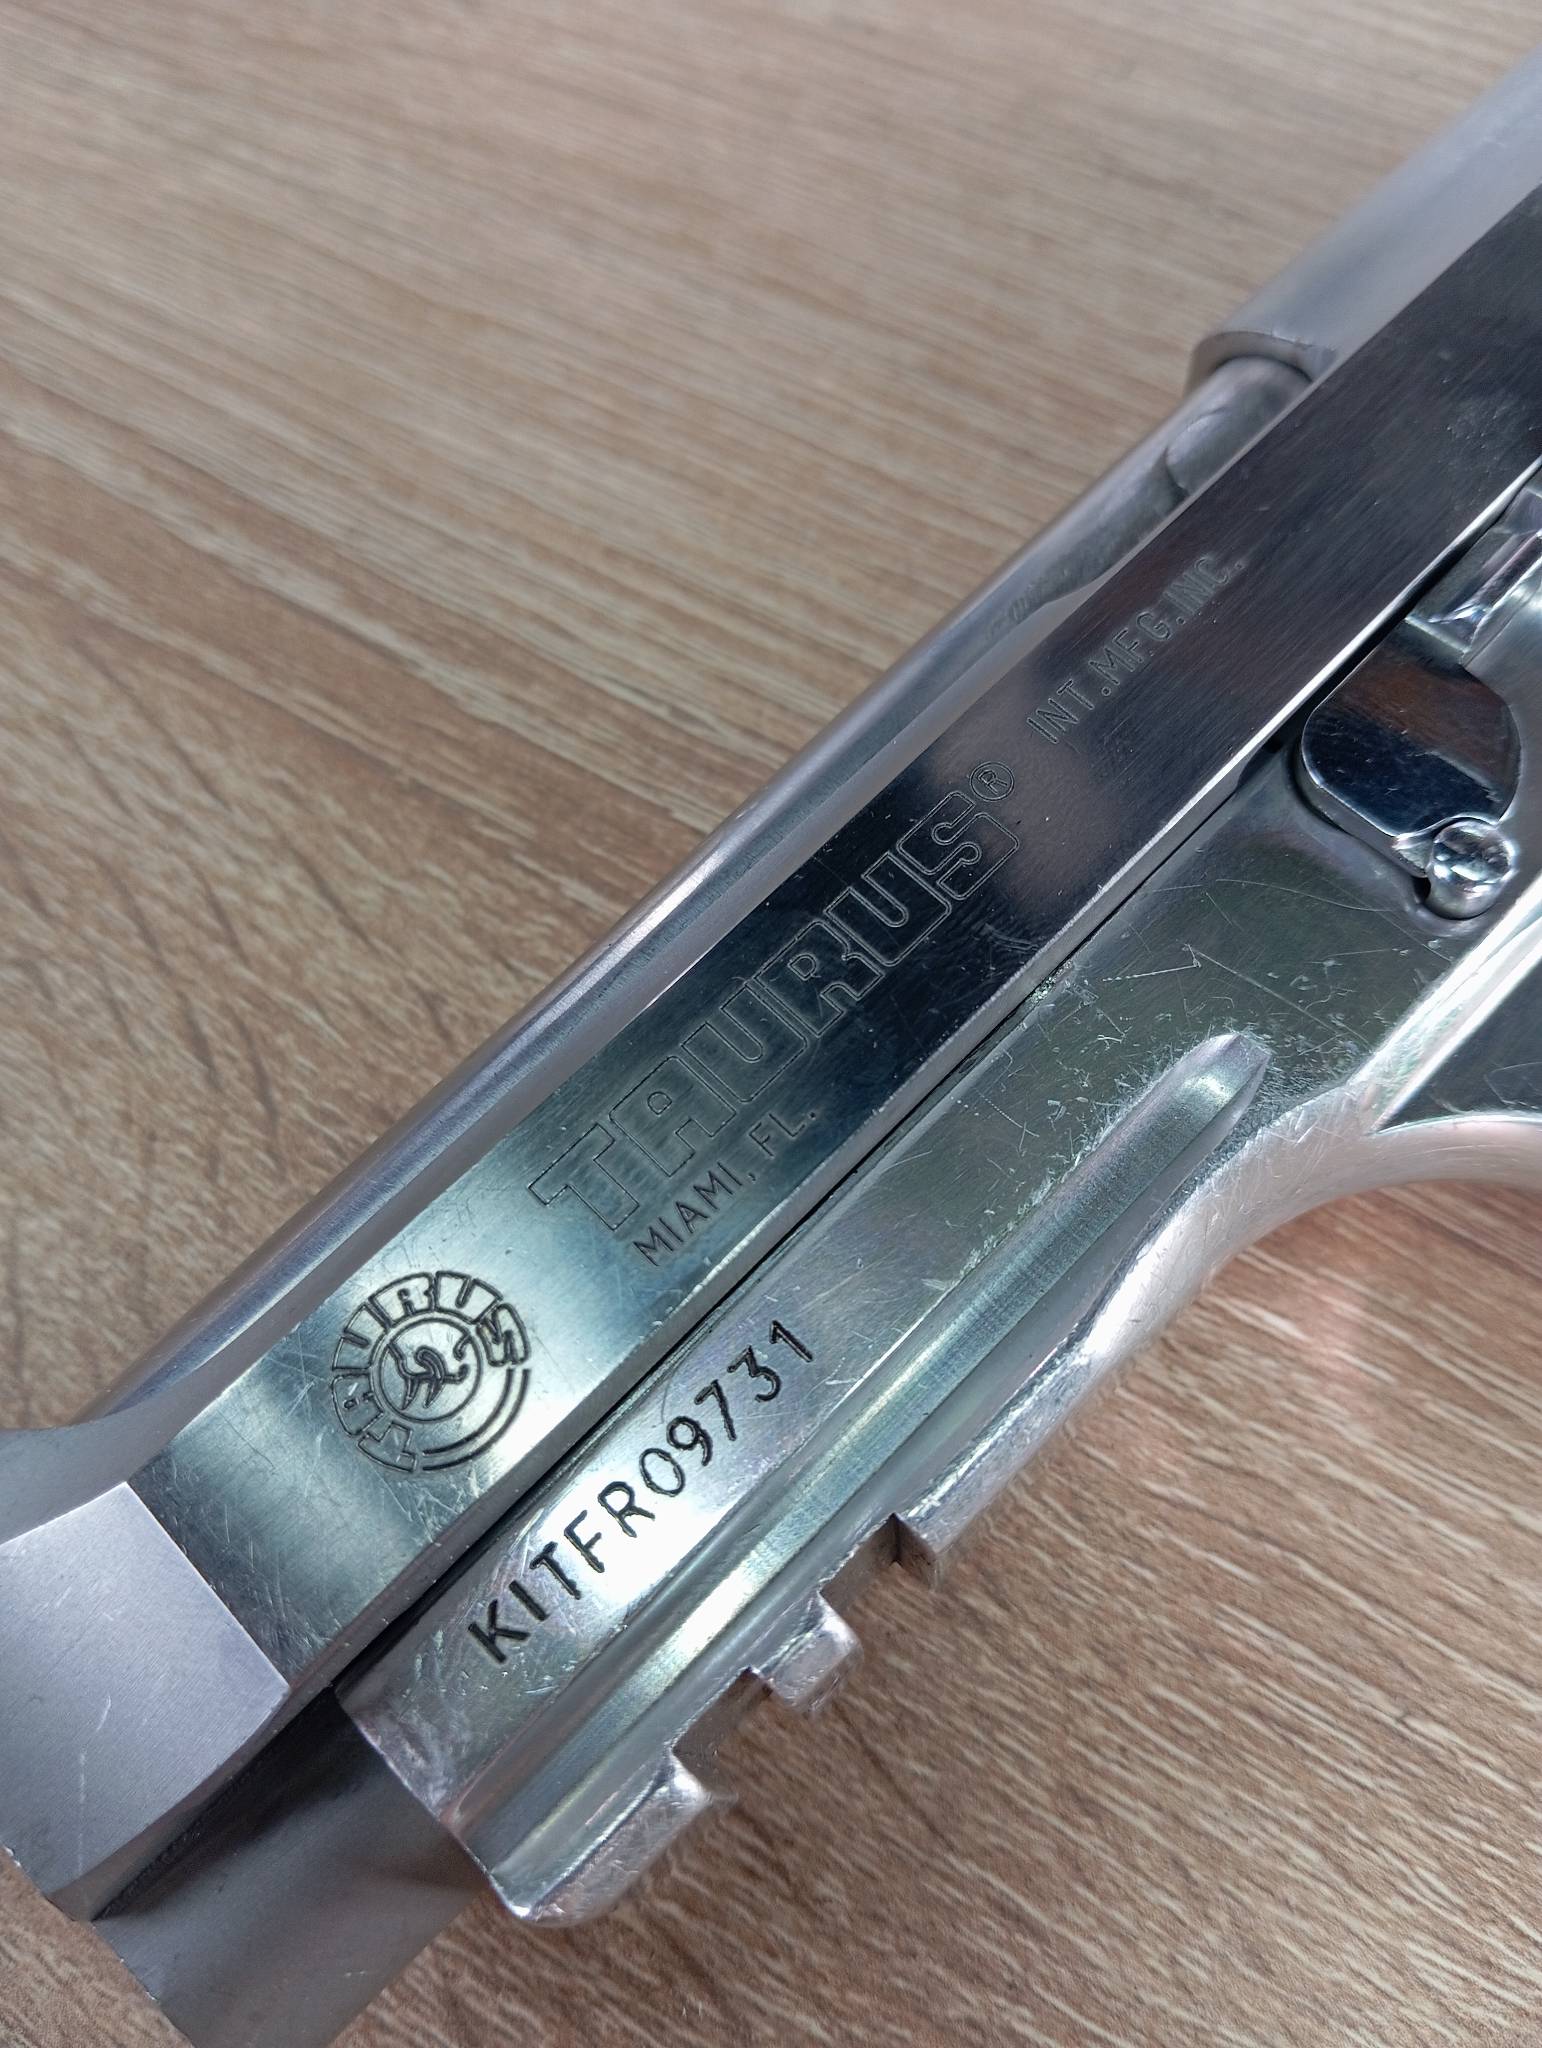 TAURUS
TAURUS® INT.MFG.INC.
MIAMI, FL.
KITFR09731